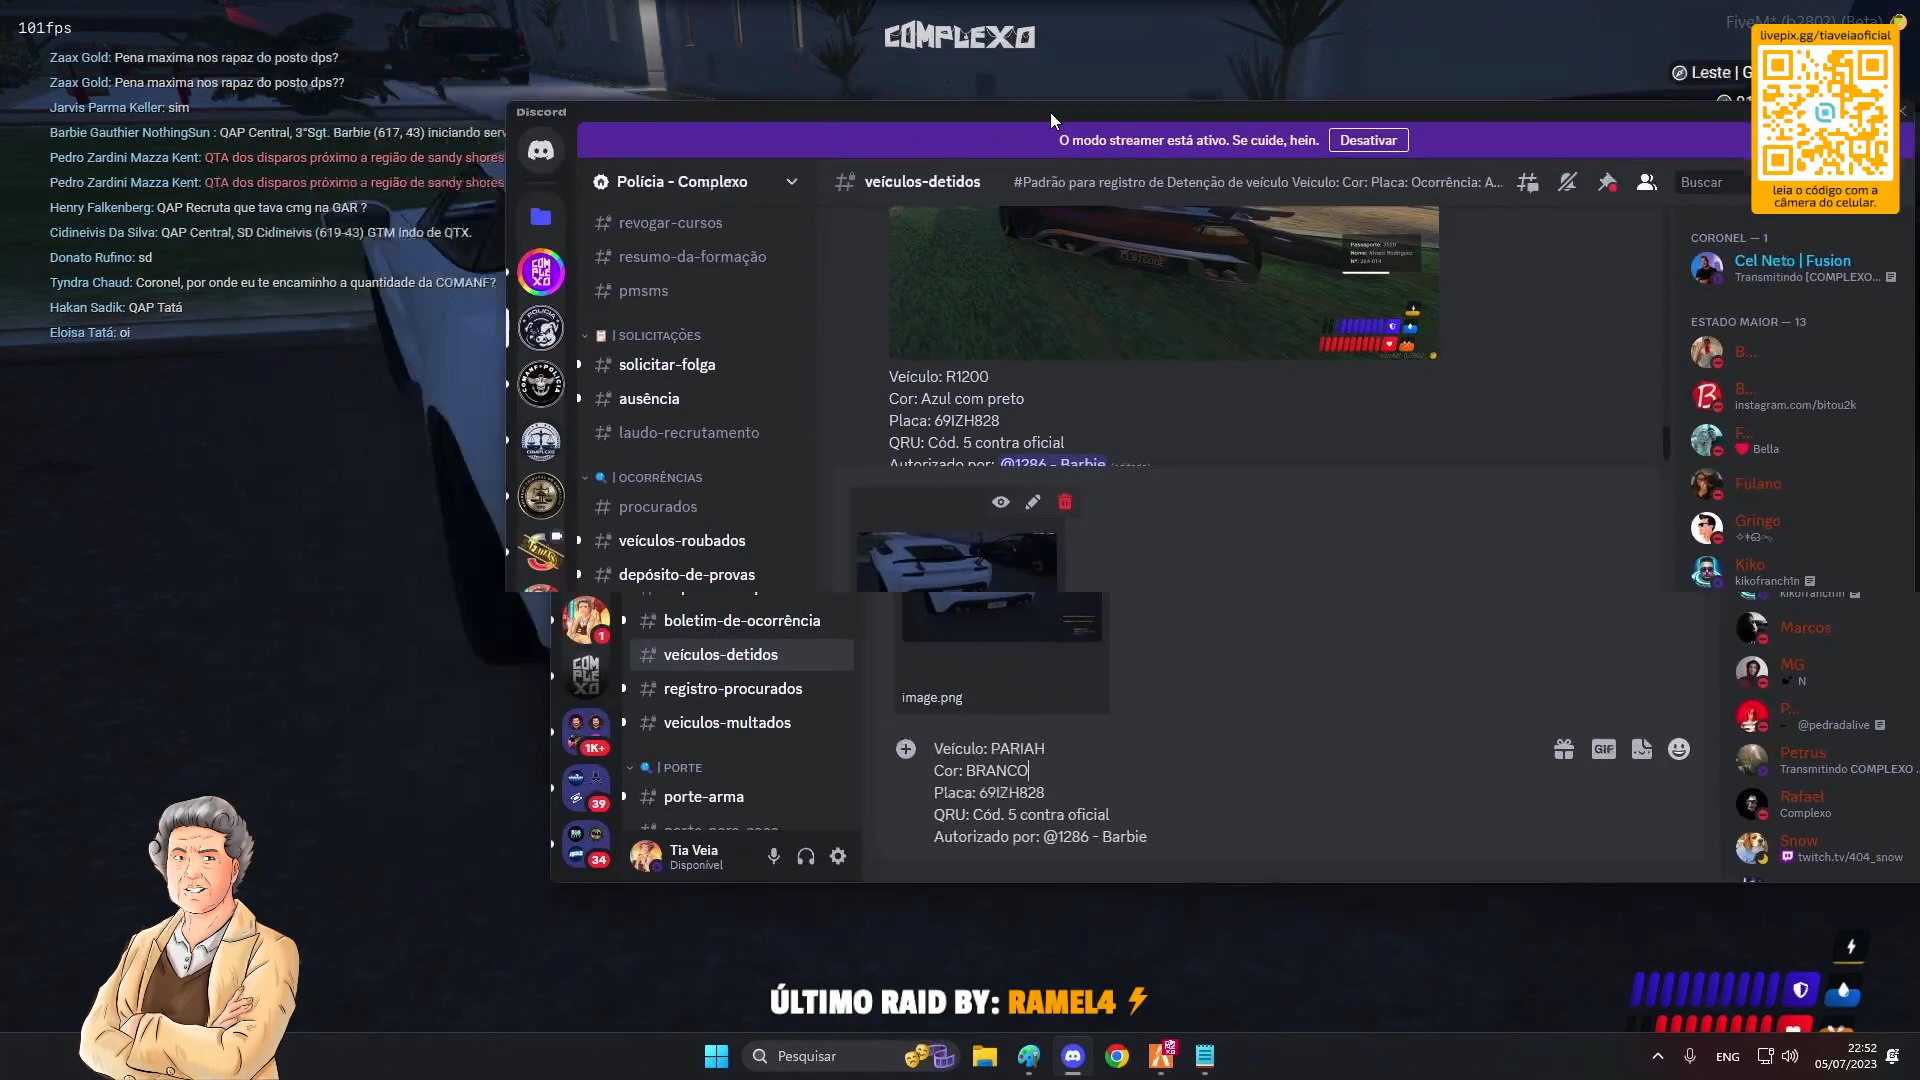 101fps
COMPLEXO
livepix.gg/tiaveiaoficial
leia o código com a
câmera do celular.
Leste | G
Zaax Gold: Pena maxima nos rapaz do posto dps?
Zaax Gold: Pena maxima nos rapaz do posto dps??
Jarvis Parma Keller: sim
Barbie Gauthier NothingSun : QAP Central, 3°Sgt. Barbie (617, 43) iniciando serv
Pedro Zardini Mazza Kent: QTA dos disparos próximo a região de sandy shores
Pedro Zardini Mazza Kent: QTA dos disparos próximo a região de sandy shores
Henry Falkenberg: QAP Recruta que tava cmg na GAR ?
Cidineivis Da Silva: QAP Central, SD Cidineivis (619-43) GTM indo de QTX.
Donato Rufino: sd
Tyndra Chaud: Coronel, por onde eu te encaminho a quantidade da COMANF?
Hakan Sadik: QAP Tatá
Eloisa Tatá: oi
Discord
O modo streamer está ativo. Se cuide, hein.
Desativar
Polícia - Complexo
veículos-detidos
#Padrão para registro de Detenção de veículo Veículo: Cor: Placa: Ocorrência: A...
Buscar
revogar-cursos
resumo-da-formação
pmsms
| SOLICITAÇÕES
solicitar-folga
ausência
laudo-recrutamento
| OCORRÊNCIAS
procurados
veículos-roubados
depósito-de-provas
boletim-de-ocorrência
veículos-detidos
registro-procurados
veiculos-multados
| PORTE
porte-arma
1
1K+
39
34
Tia Veia
Disponível
Veículo: R1200
Cor: Azul com preto
Placa: 69IZH828
QRU: Cód. 5 contra oficial
Autorizado por: @1286 - Barbie
image.png
Veículo: PARIAH
Cor: BRANCO
Placa: 69IZH828
QRU: Cód. 5 contra oficial
Autorizado por: @1286 - Barbie
GIF
CORONEL — 1
Cel Neto | Fusion
Transmitindo [COMPLEXO...
ESTADO MAIOR — 13
B...
B...
instagram.com/bitou2k
F...
Bella
Fulano
Gringo
Kiko
kikofranch1n
Marcos
MG
N
P...
@pedradalive
Petrus
Transmitindo COMPLEXO ...
Rafael
Complexo
Snow
twitch.tv/404_snow
ÚLTIMO RAID BY: RAMEL4
Pesquisar
ENG
22:52
05/07/2023